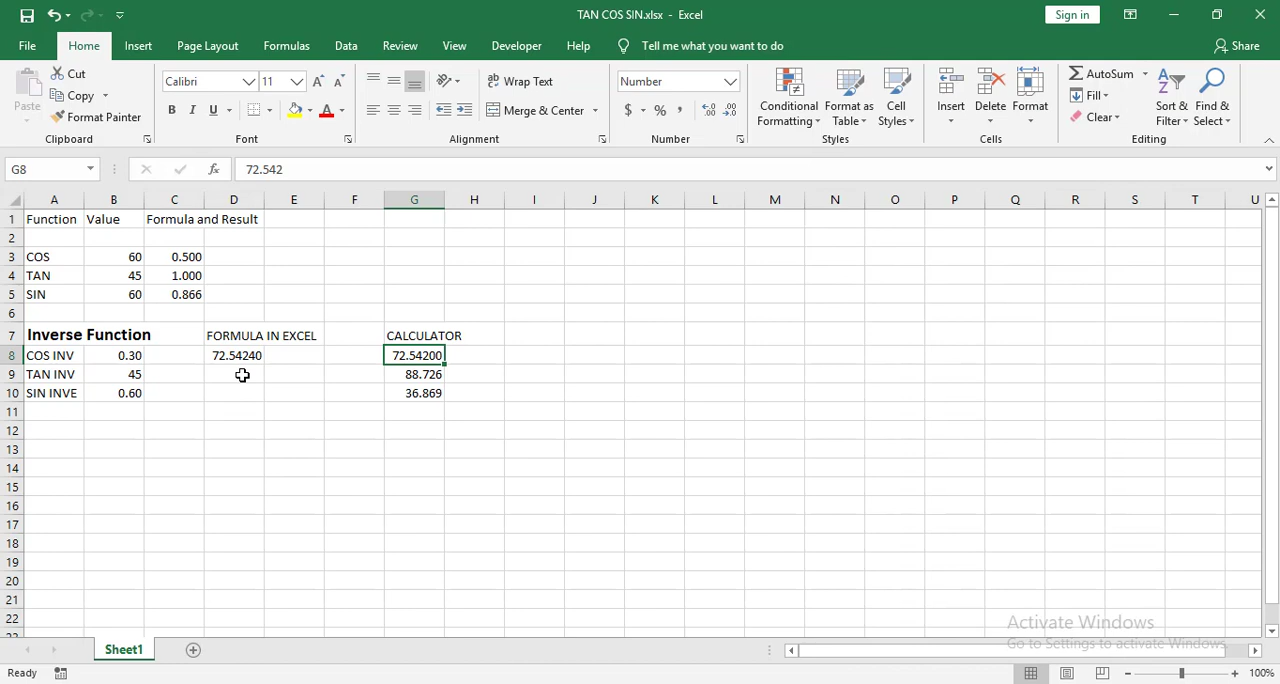 TAN COS SIN.xlsx - Excel
Sign in
File Home Insert Page Layout Formulas Data Review View Developer Help Tell me what you want to do Share
Paste Cut Calibri 11 Wrap Text Number Conditional Formatting Format as Table Cell Styles Insert Delete Format AutoSum Sort & Filter Find & Select
Copy B I U Merge & Center $ % , Fill
Format Painter Clear
Clipboard Font Alignment Number Styles Cells Editing
G8 fx 72.542
A B C D E F G H I J K L M N O P Q R S T U
1 Function Value Formula and Result
2
3 COS 60 0.500
4 TAN 45 1.000
5 SIN 60 0.866
6
7 Inverse Function FORMULA IN EXCEL CALCULATOR
8 COS INV 0.30 72.54240 72.54200
9 TAN INV 45 88.726
10 SIN INVE 0.60 36.869
11
12
13
14
15
16
17
18
19
20
21
22
23
Activate Windows
Go to Settings to activate Windows.
Sheet1
Ready 100%